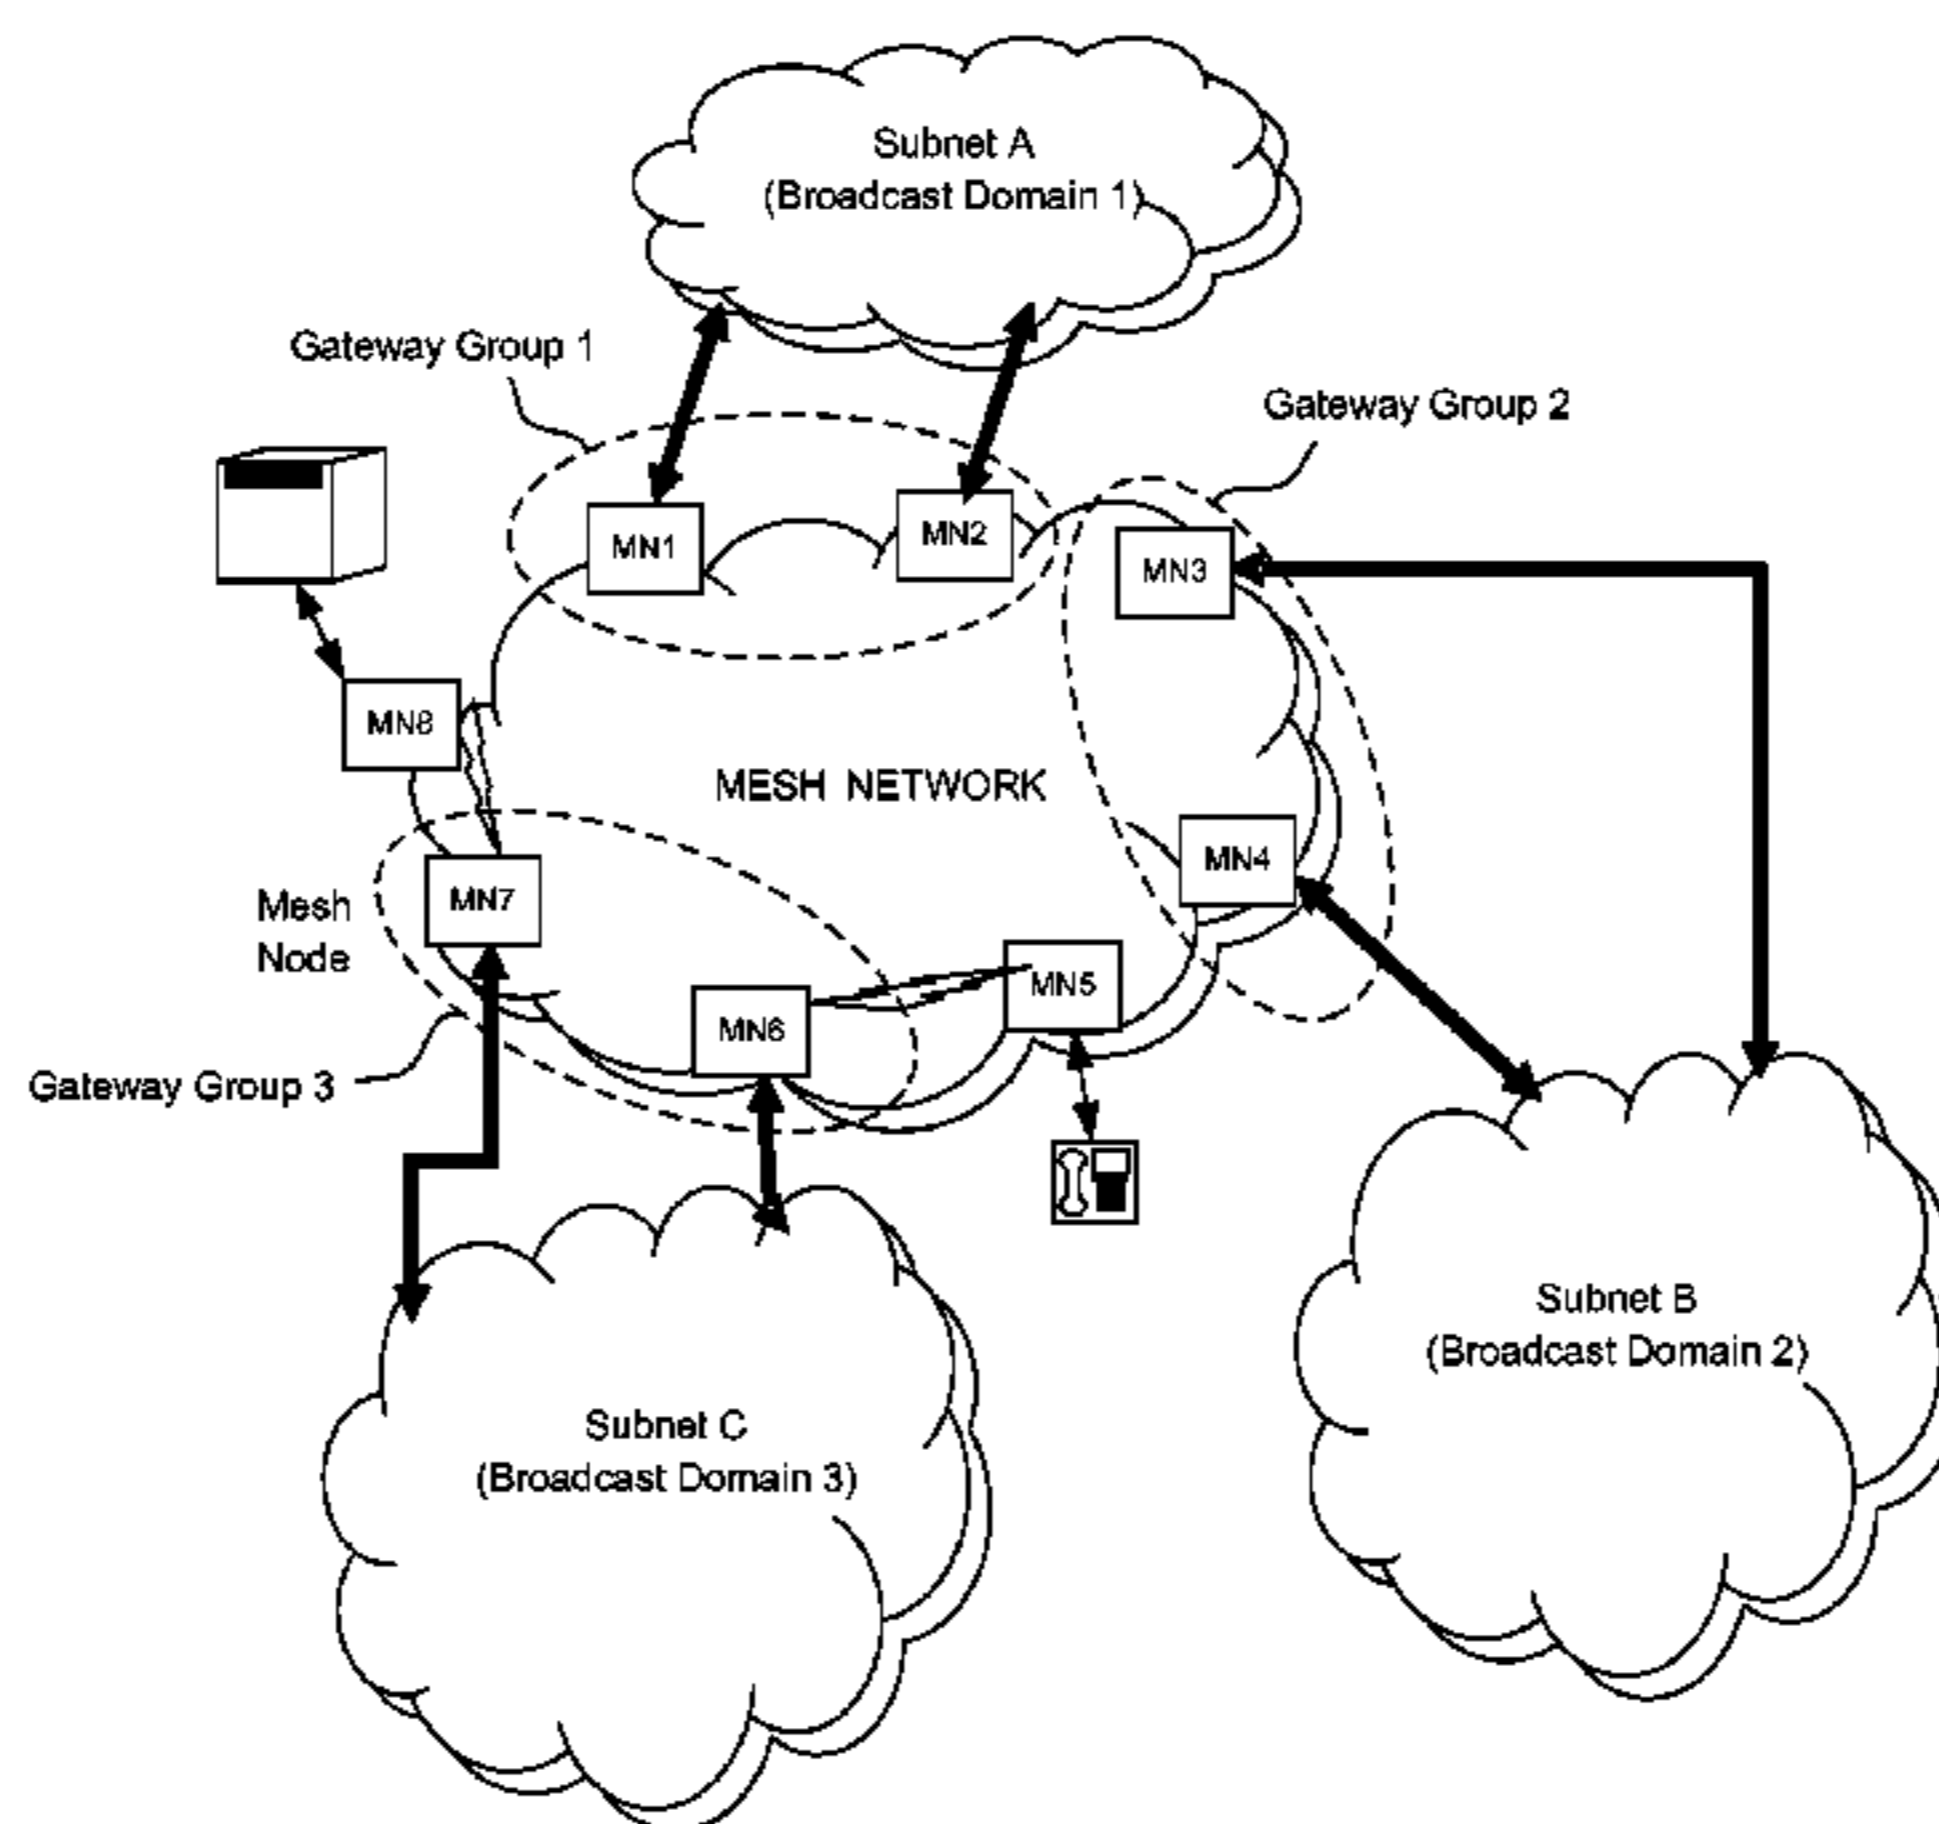 Subnet A
(Broadcast Domain 1)
Gateway Group 1
Gateway Group 2
MN1
MN2
MN3
MN8
MESH NETWORK
MN4
MN7
Mesh
Node
MN5
MN6
Gateway Group 3
Subnet B
(Broadcast Domain 2)
Subnet C
(Broadcast Domain 3)